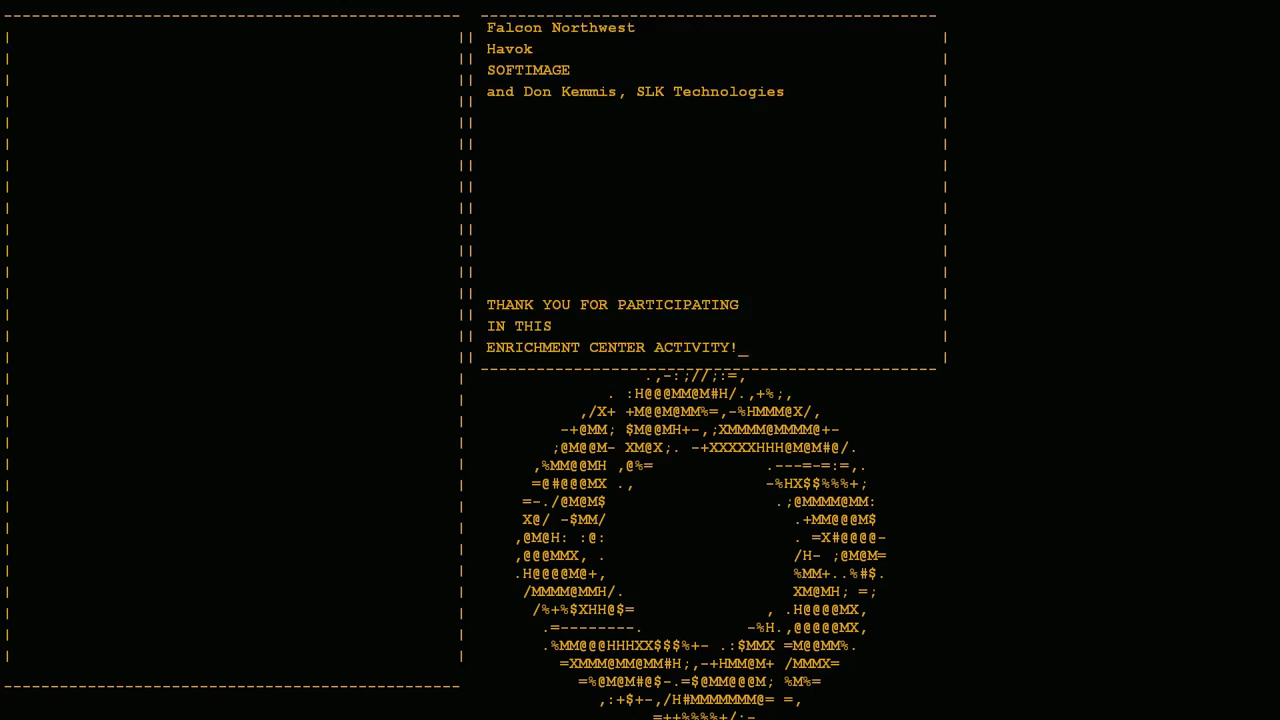 Falcon Northwest
Havok
SOFTIMAGE
and Don Kemmis, SLK Technologies
THANK YOU FOR PARTICIPATING
IN THIS
ENRICHMENT CENTER ACTIVITY!_